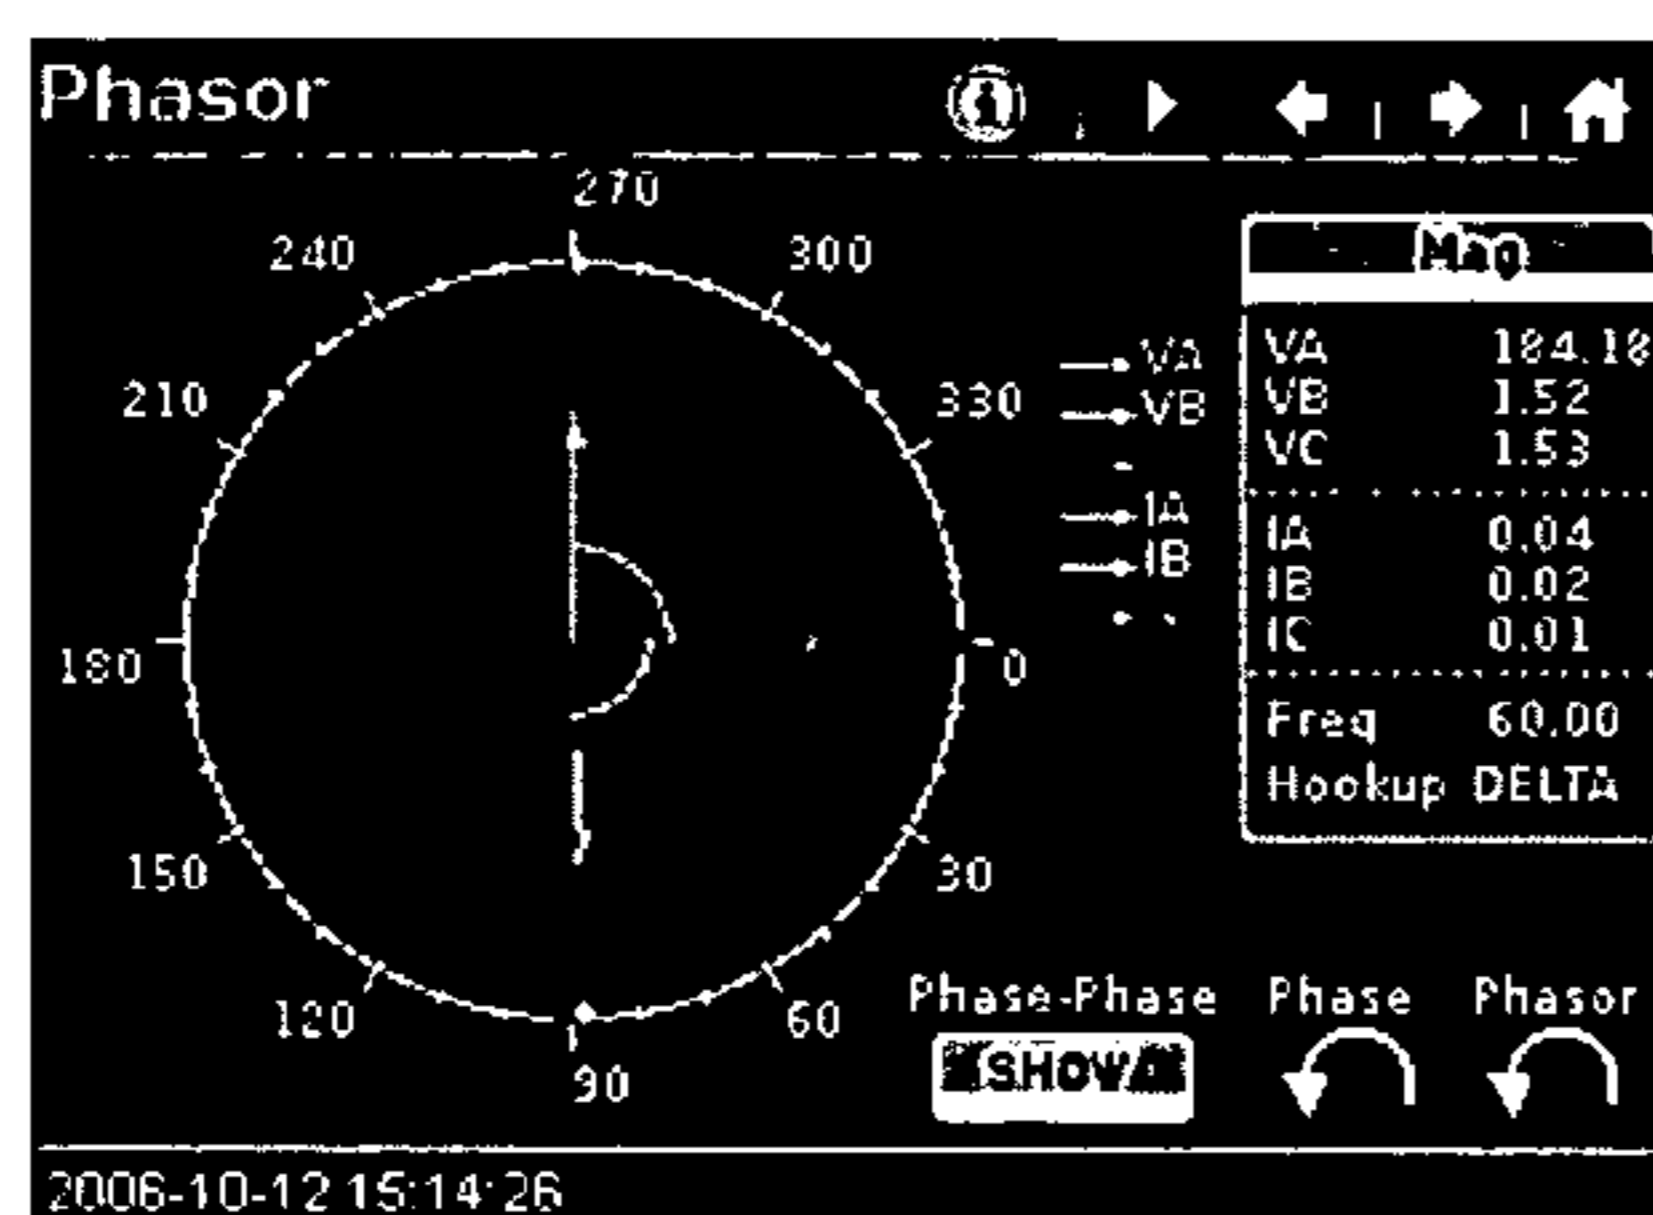 Phasor
270
240 300
210 330
180 0
150 30
120 60
90
VA
VB
IA
IB
Mag
VA 184.18
VB 1.52
VC 1.53
IA 0.04
IB 0.02
IC 0.01
Freq 60.00
Hookup DELTA
Phase-Phase Phase Phasor
SHOW
2006-10-12 15:14:26